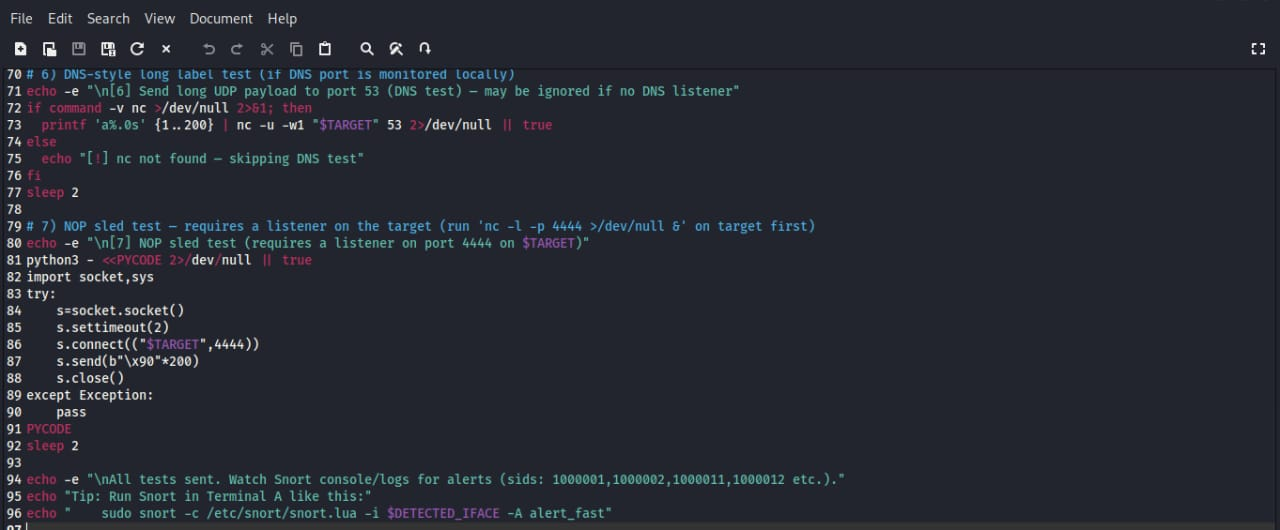 File Edit Search View Document Help
70 # 6) DNS-style long label test (if DNS port is monitored locally)
71 echo -e "\n[6] Send long UDP payload to port 53 (DNS test) — may be ignored if no DNS listener"
72 if command -v nc >/dev/null 2>&1; then
73   printf 'a%.0s' {1..200} | nc -u -w1 "$TARGET" 53 2>/dev/null || true
74 else
75   echo "[!] nc not found — skipping DNS test"
76 fi
77 sleep 2
78
79 # 7) NOP sled test — requires a listener on the target (run 'nc -l -p 4444 >/dev/null &' on target first)
80 echo -e "\n[7] NOP sled test (requires a listener on port 4444 on $TARGET)"
81 python3 - <<PYCODE 2>/dev/null || true
82 import socket,sys
83 try:
84     s=socket.socket()
85     s.settimeout(2)
86     s.connect(("$TARGET",4444))
87     s.send(b"\x90"*200)
88     s.close()
89 except Exception:
90     pass
91 PYCODE
92 sleep 2
93
94 echo -e "\nAll tests sent. Watch Snort console/logs for alerts (sids: 1000001,1000002,1000011,1000012 etc.)."
95 echo "Tip: Run Snort in Terminal A like this:"
96 echo "    sudo snort -c /etc/snort/snort.lua -i $DETECTED_IFACE -A alert_fast"
97